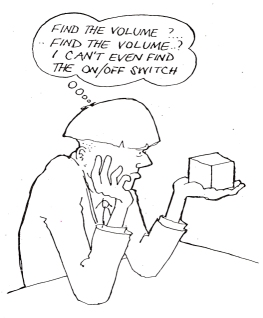 FIND THE VOLUME ?...
.. FIND THE VOLUME..?
I CAN'T EVEN FIND
THE ON/OFF SWITCH